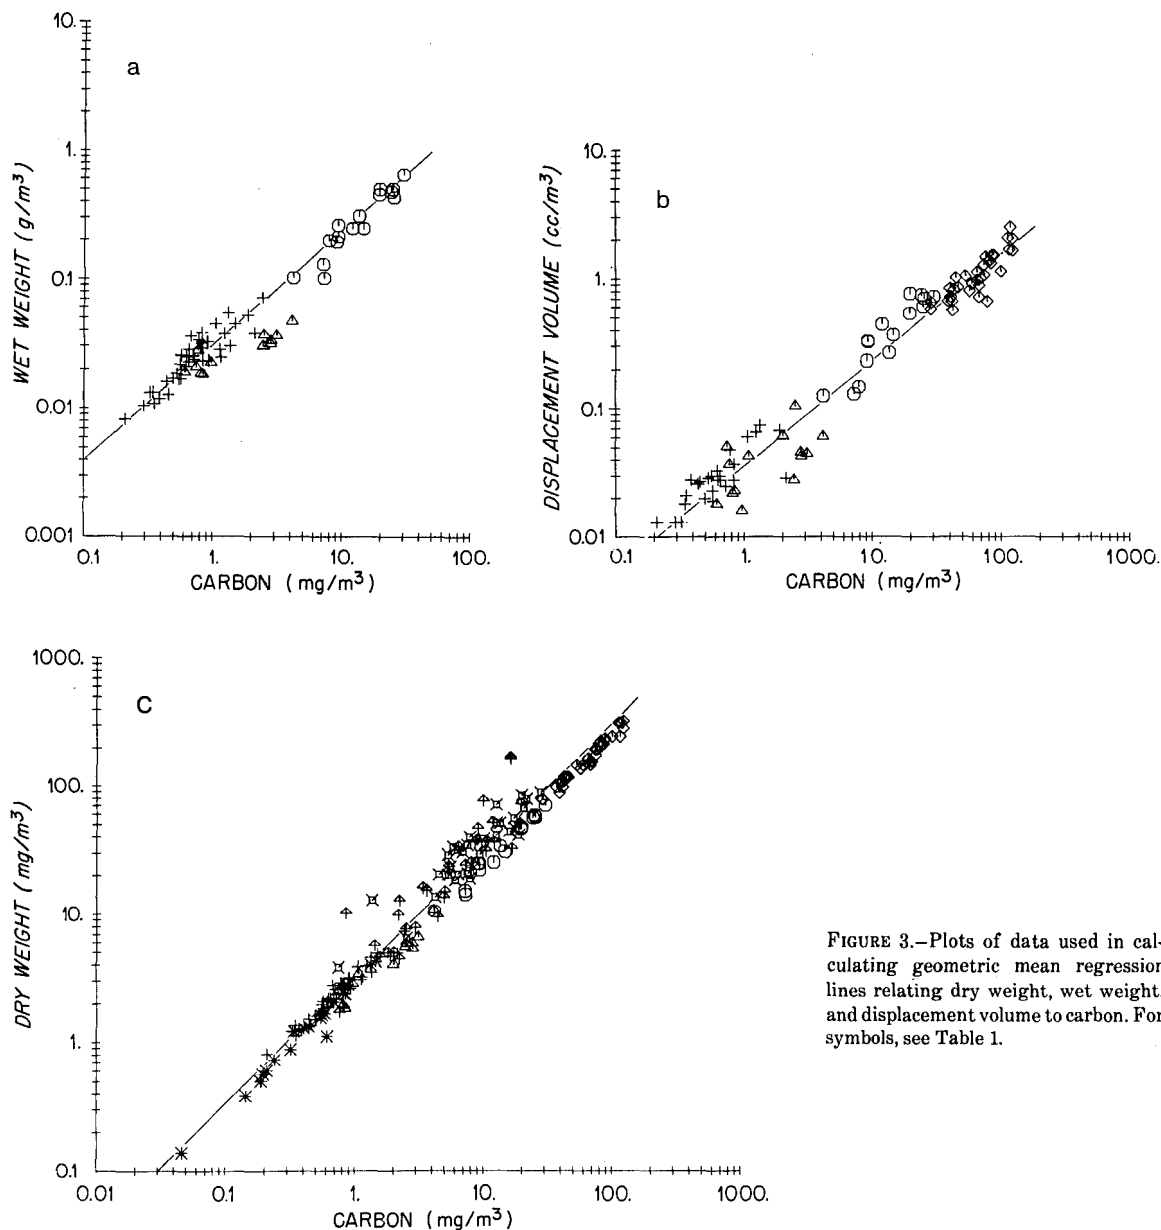 a
10.
1.
0.1
0.01
0.001
WET WEIGHT (g/m³)
0.1
1.
10.
100.
CARBON (mg/m³)
b
10.
1.
0.1
0.01
DISPLACEMENT VOLUME (cc/m³)
0.1
1.
10.
100.
1000.
CARBON (mg/m³)
C
1000.
100.
10.
1.
0.1
DRY WEIGHT (mg/m³)
0.01
0.1
1.
10.
100.
1000.
CARBON (mg/m³)
FIGURE 3.–Plots of data used in cal-
culating geometric mean regression
lines relating dry weight, wet weight,
and displacement volume to carbon. For
symbols, see Table 1.